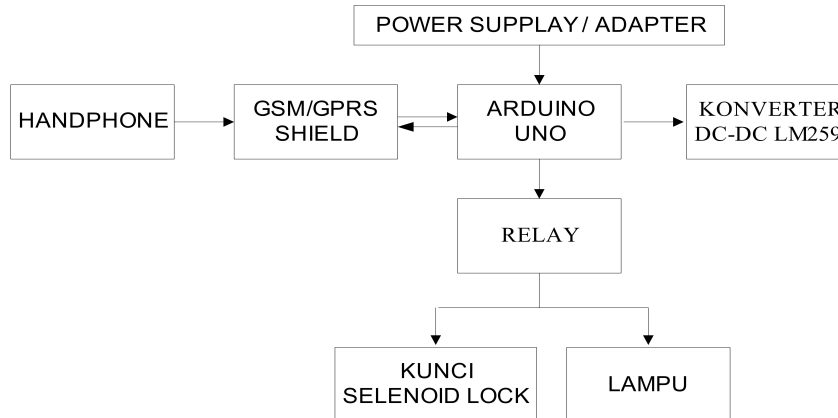 POWER SUPPLAY / ADAPTER
HANDPHONE
GSM/GPRS
SHIELD
ARDUINO
UNO
KONVERTER
DC-DC LM259
RELAY
KUNCI
SELENOID LOCK
LAMPU